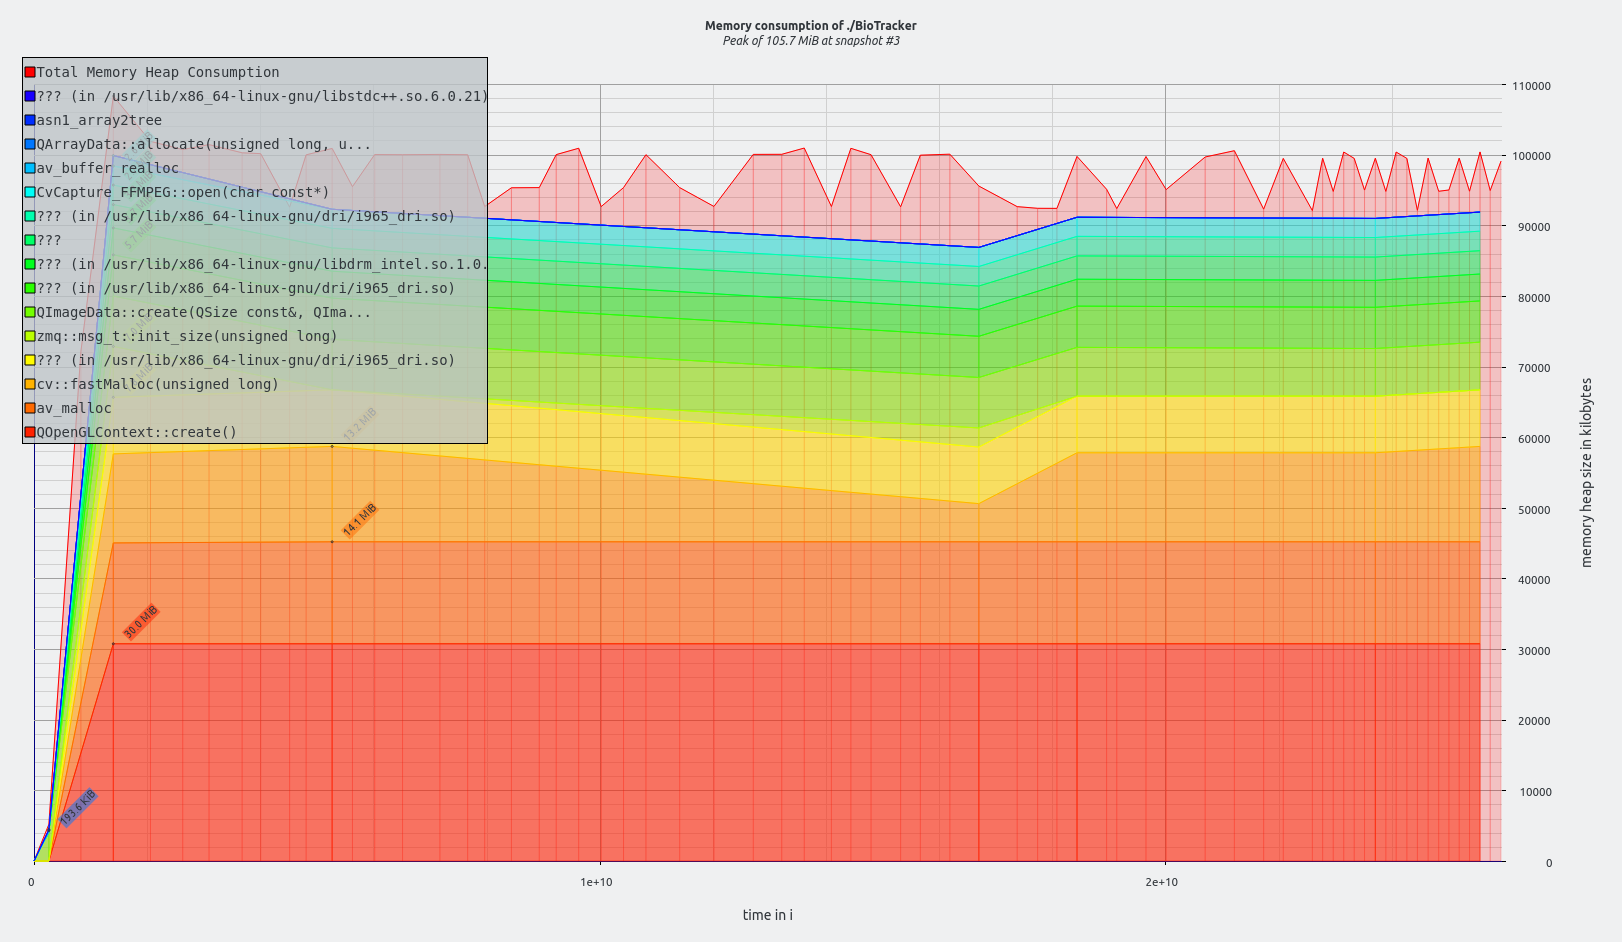 Memory consumption of ./BioTracker
Peak of 105.7 MiB at snapshot #3
Total Memory Heap Consumption
??? (in /usr/lib/x86_64-linux-gnu/libstdc++.so.6.0.21)
asn1_array2tree
QArrayData::allocate(unsigned long, u...
av_buffer_realloc
CvCapture_FFMPEG::open(char const*)
??? (in /usr/lib/x86_64-linux-gnu/dri/i965_dri.so)
???
??? (in /usr/lib/x86_64-linux-gnu/libdrm_intel.so.1.0.
??? (in /usr/lib/x86_64-linux-gnu/dri/i965_dri.so)
QImageData::create(QSize const&, QIma...
zmq::msg_t::init_size(unsigned long)
??? (in /usr/lib/x86_64-linux-gnu/dri/i965_dri.so)
cv::fastMalloc(unsigned long)
av_malloc
QOpenGLContext::create()
5.7 MiB
13.2 MiB
14.1 MiB
30.0 MiB
193.6 KiB
110000
100000
90000
80000
70000
60000
50000
40000
30000
20000
10000
0
memory heap size in kilobytes
0
1e+10
2e+10
time in i